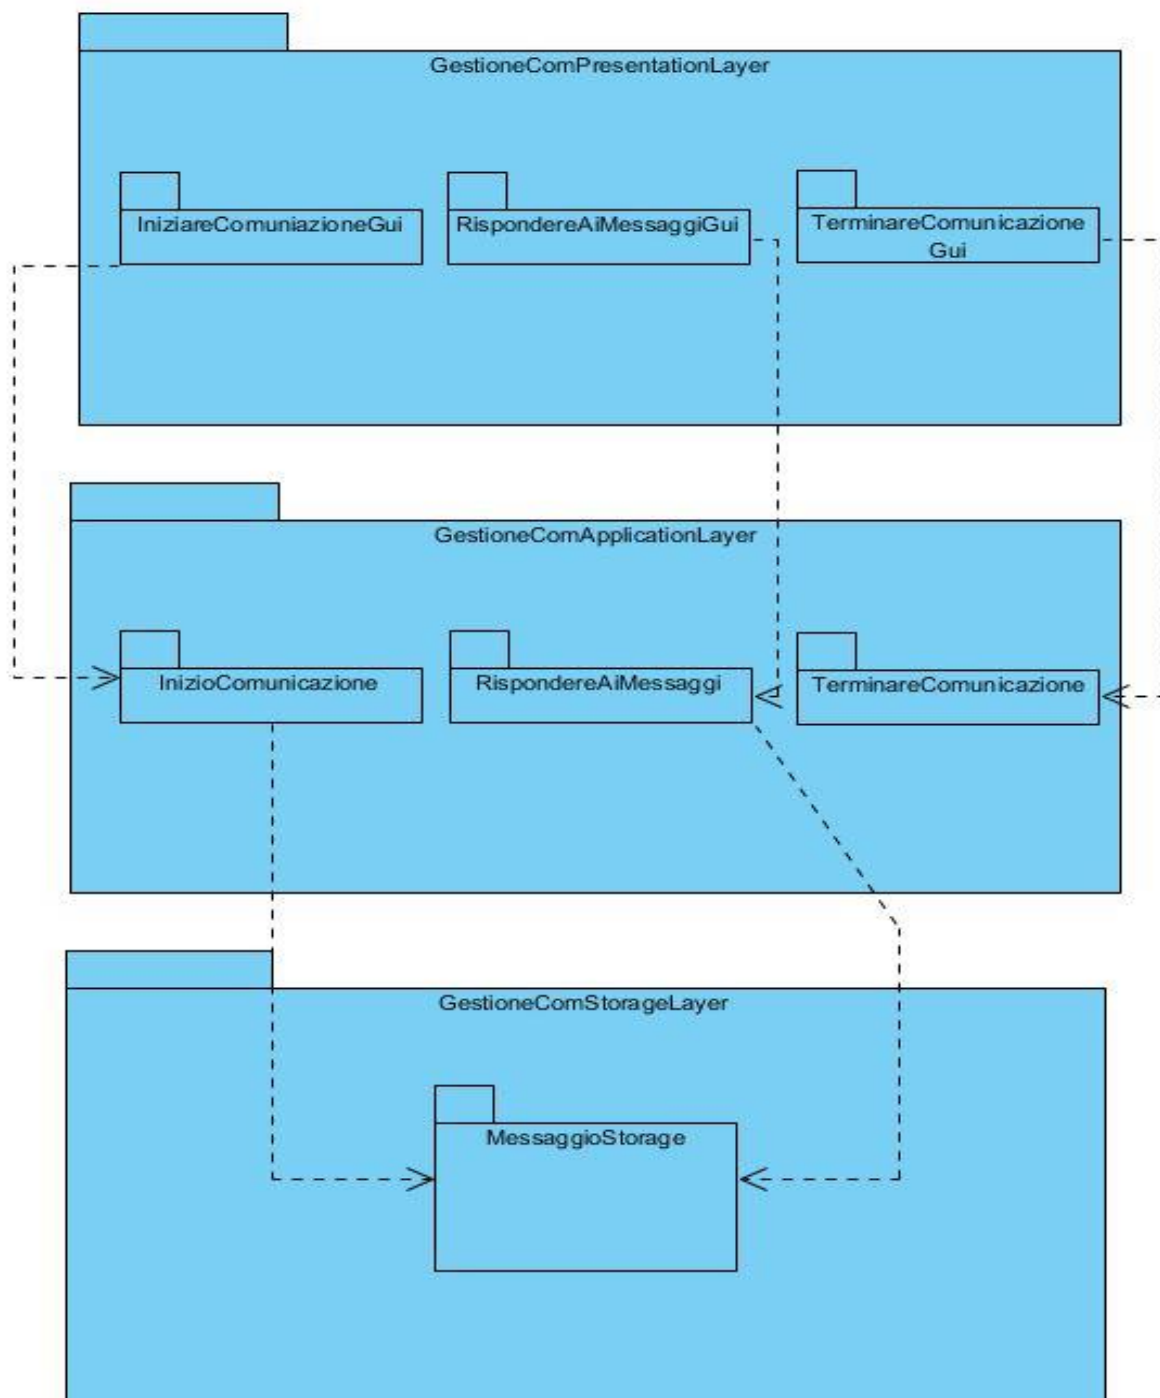 GestioneComPresentationLayer
IniziareComuniazioneGui
RispondereAiMessaggiGui
TerminareComunicazione
Gui
GestioneComApplicationLayer
InizioComunicazione
RispondereAiMessaggi
TerminareComunicazione
GestioneComStorageLayer
MessaggioStorage